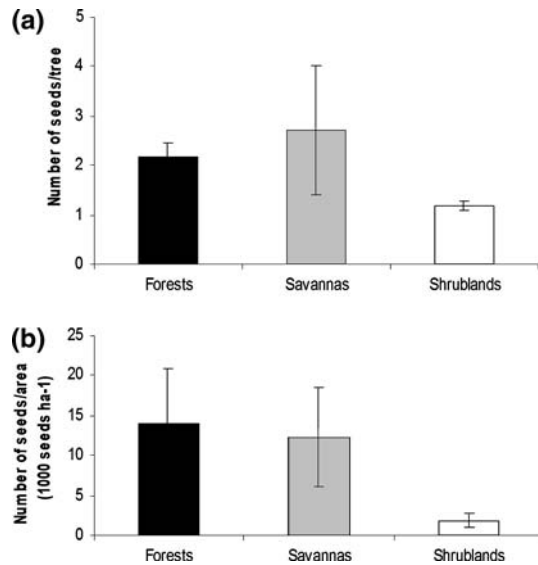 (a)
Number of seeds/tree
5
4
3
2
1
0
Forests Savannas Shrublands
(b)
Number of seeds/area
(1000 seeds ha-1)
25
20
15
10
5
0
Forests Savannas Shrublands